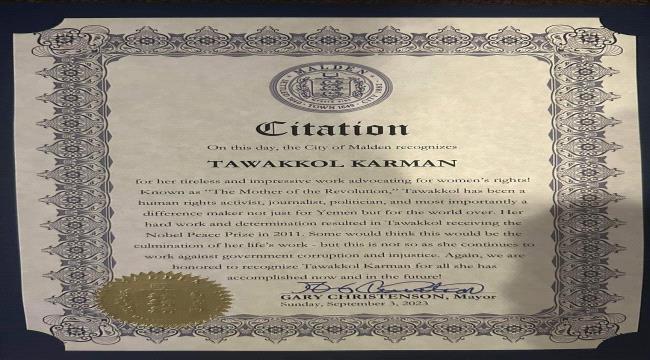 MALDEN
TOWN 1649
CITY 1882
Citation
On this day, the City of Malden recognizes
TAWAKKOL KARMAN
for her tireless and impressive work advocating for women's rights!
Known as "The Mother of the Revolution," Tawakkol has been a
human rights activist, journalist, politician, and most importantly a
difference maker not just for Yemen but for the world over. Her
hard work and determination resulted in Tawakkol receiving the
Nobel Peace Prize in 2011. Some would think this would be the
culmination of her life's work - but this is not so as she continues to
work against government corruption and injustice. Again, we are
honored to recognize Tawakkol Karman for all she has
accomplished now and in the future!
GARY CHRISTENSON, Mayor
Sunday, September 3, 2023